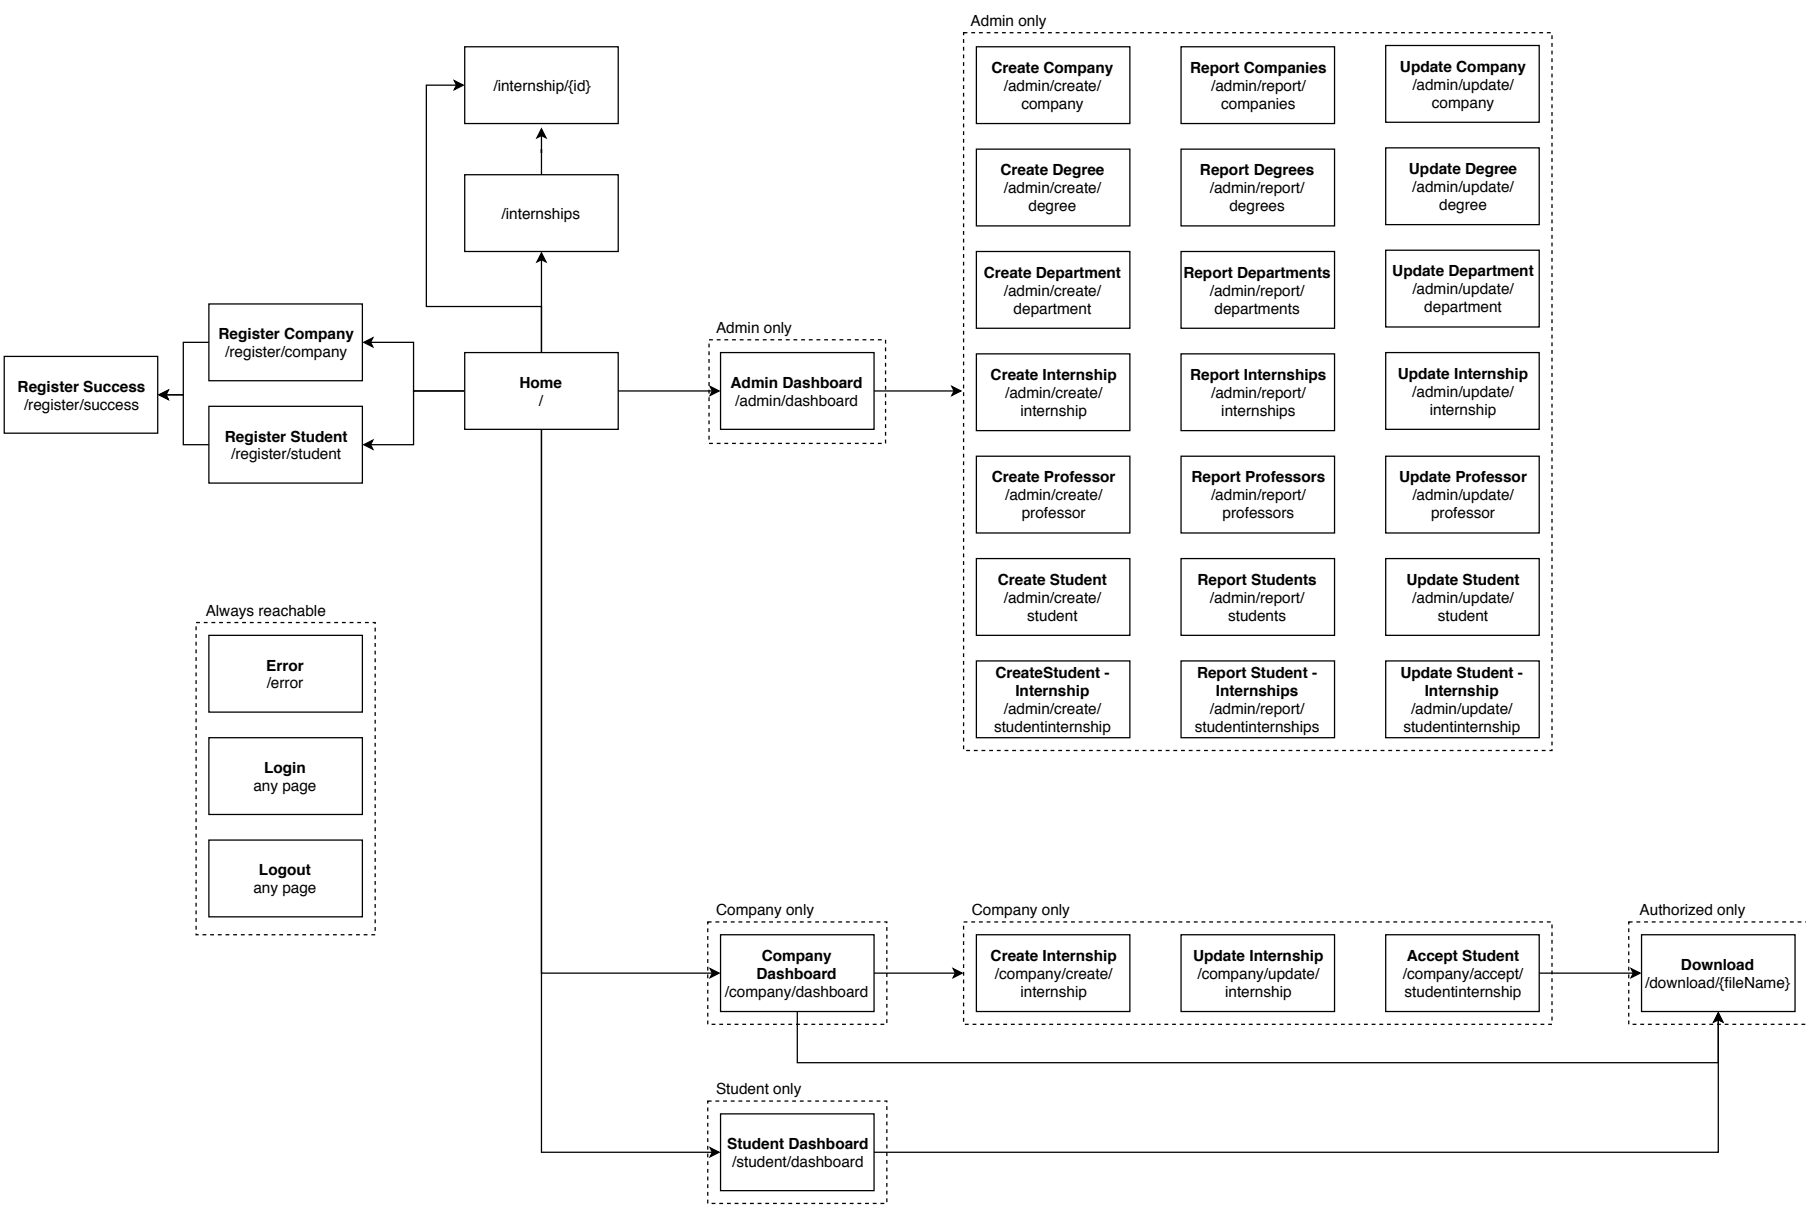 Admin only
/internship/{id}
/internships
Register Company
/register/company
Register Success
/register/success
Register Student
/register/student
Home
/
Admin only
Admin Dashboard
/admin/dashboard
Create Company
/admin/create/
company
Report Companies
/admin/report/
companies
Update Company
/admin/update/
company
Create Degree
/admin/create/
degree
Report Degrees
/admin/report/
degrees
Update Degree
/admin/update/
degree
Create Department
/admin/create/
department
Report Departments
/admin/report/
departments
Update Department
/admin/update/
department
Create Internship
/admin/create/
internship
Report Internships
/admin/report/
internships
Update Internship
/admin/update/
internship
Create Professor
/admin/create/
professor
Report Professors
/admin/report/
professors
Update Professor
/admin/update/
professor
Create Student
/admin/create/
student
Report Students
/admin/report/
students
Update Student
/admin/update/
student
CreateStudent -
Internship
/admin/create/
studentinternship
Report Student -
Internships
/admin/report/
studentinternships
Update Student -
Internship
/admin/update/
studentinternship
Always reachable
Error
/error
Login
any page
Logout
any page
Company only
Company
Dashboard
/company/dashboard
Company only
Create Internship
/company/create/
internship
Update Internship
/company/update/
internship
Accept Student
/company/accept/
studentinternship
Authorized only
Download
/download/{fileName}
Student only
Student Dashboard
/student/dashboard